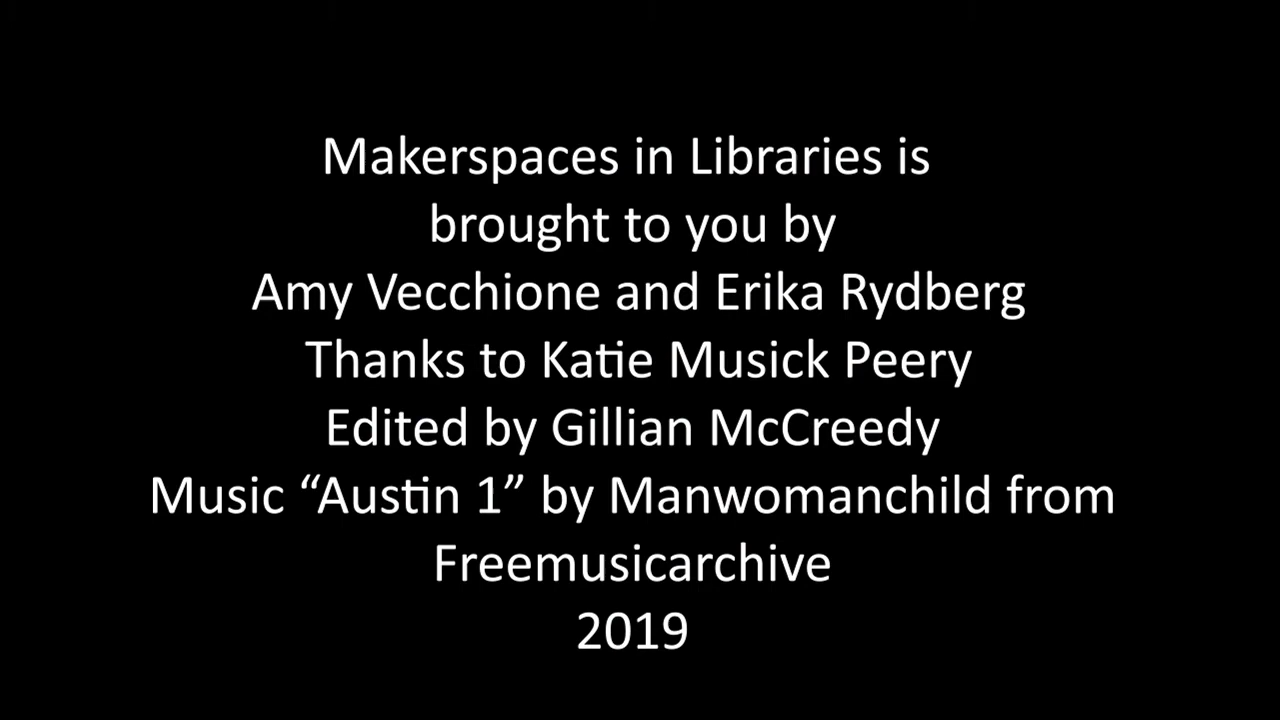 Makerspaces in Libraries is
brought to you by
Amy Vecchione and Erika Rydberg
Thanks to Katie Musick Peery
Edited by Gillian McCreedy
Music “Austin 1” by Manwomanchild from
Freemusicarchive
2019